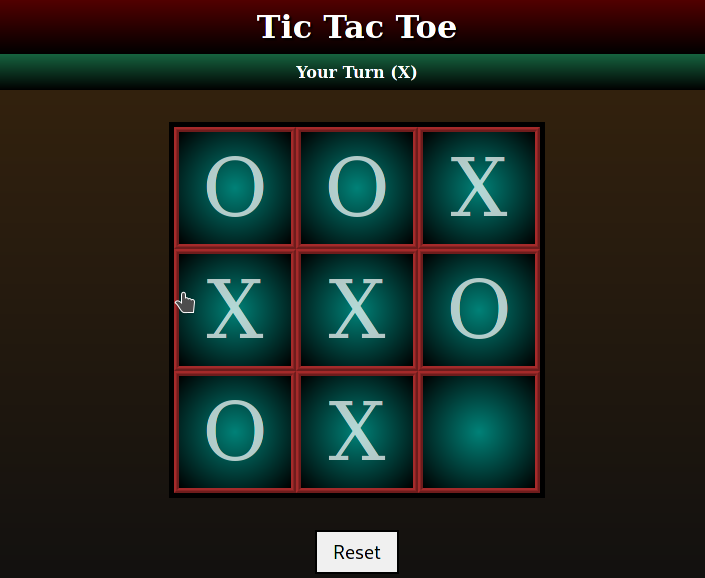 Tic Tac Toe
Your Turn (X)
O O X
X X O
O X
Reset